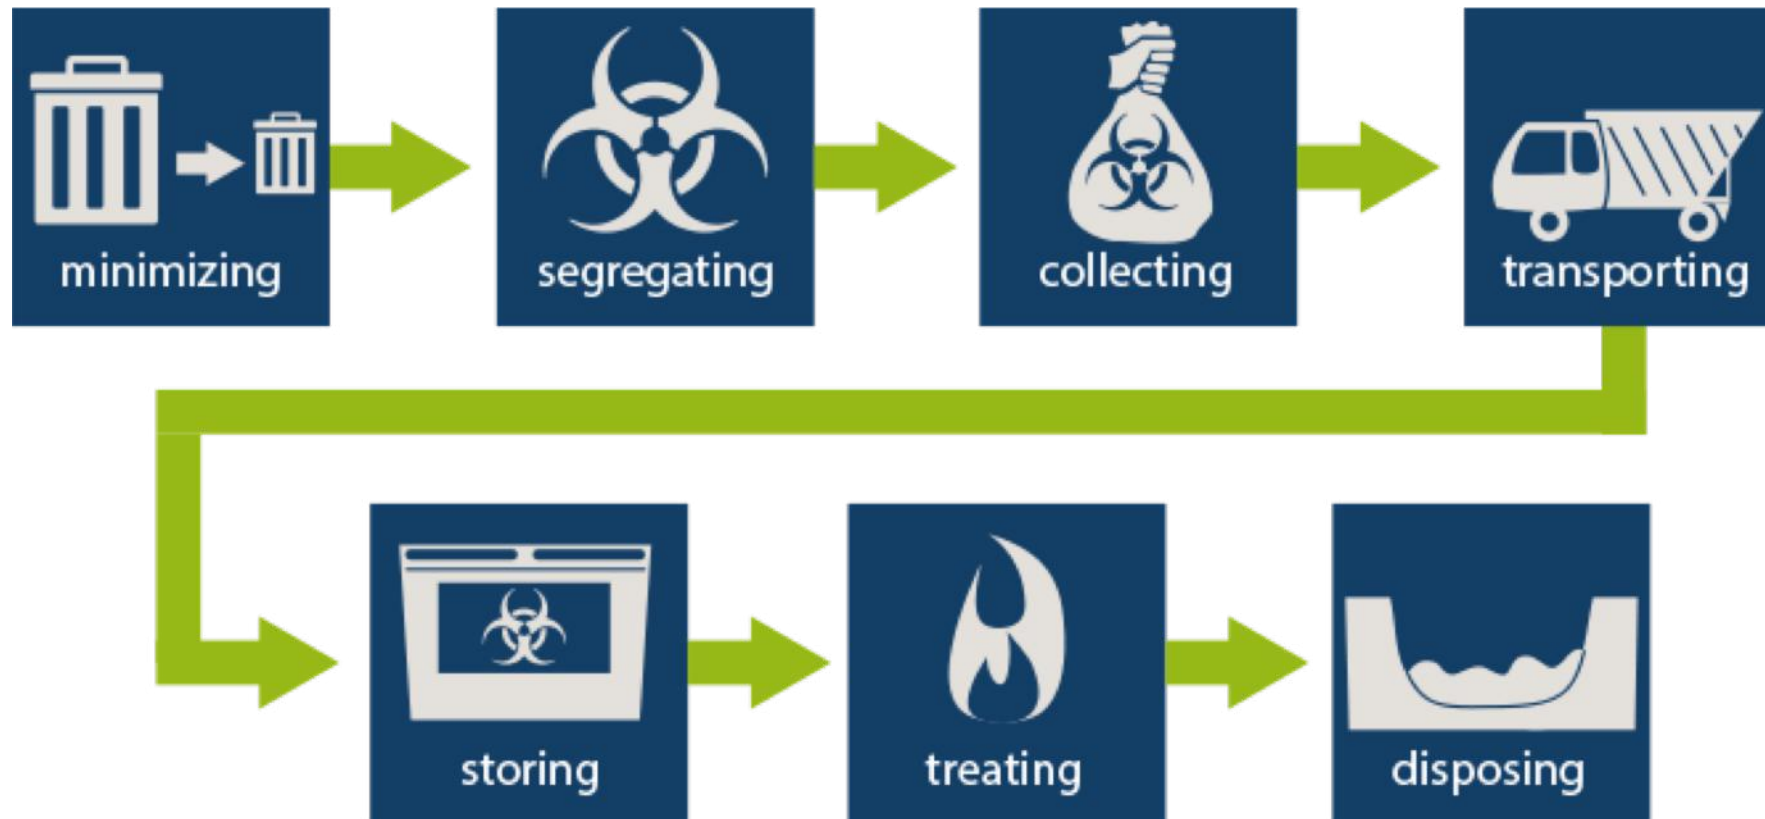 minimizing
segregating
collecting
transporting
storing
treating
disposing